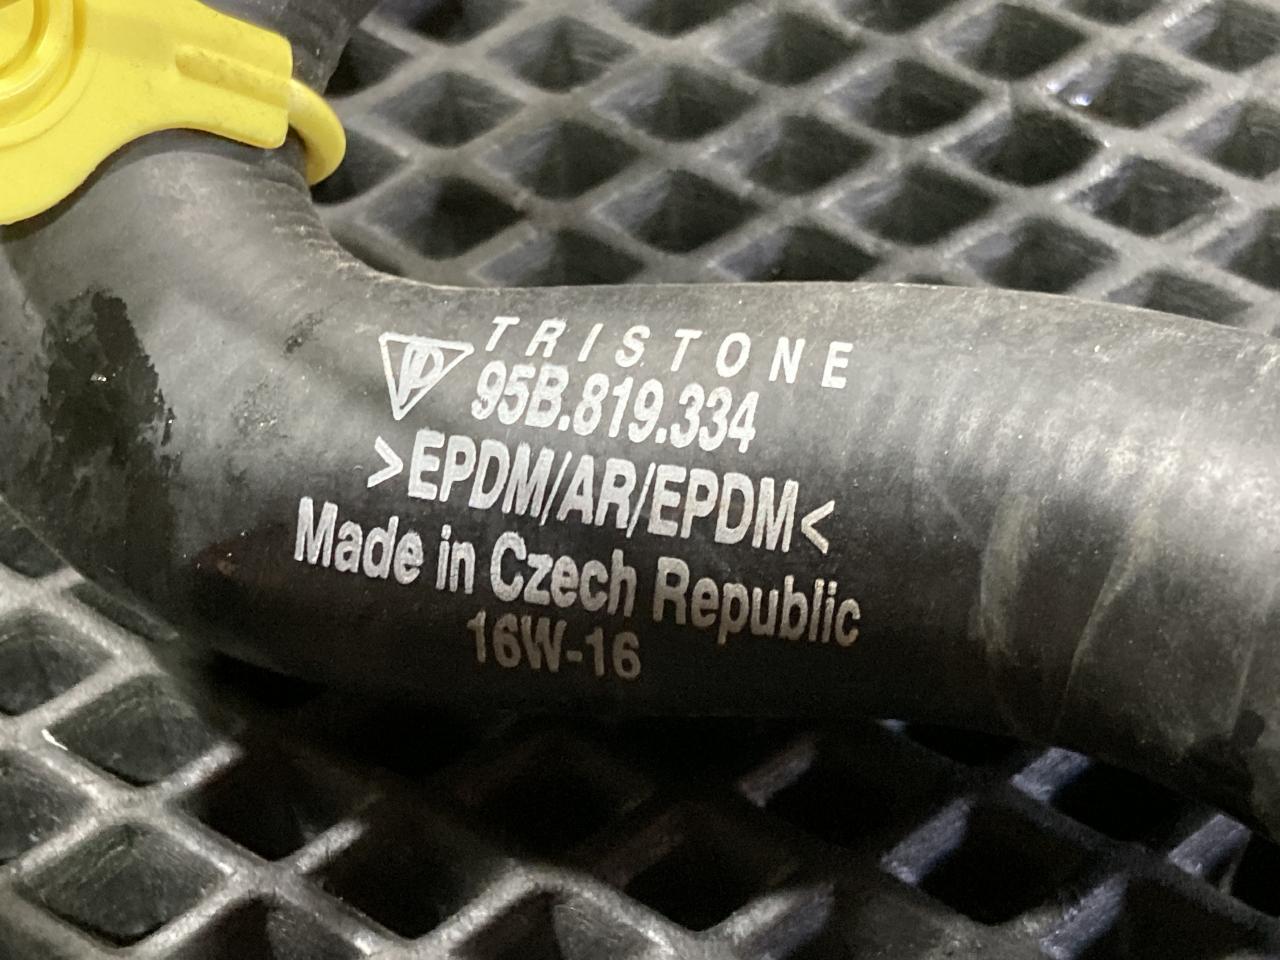 TRISTONE
95B.819.334
>EPDM/AR/EPDM<
Made in Czech Republic
16W-16